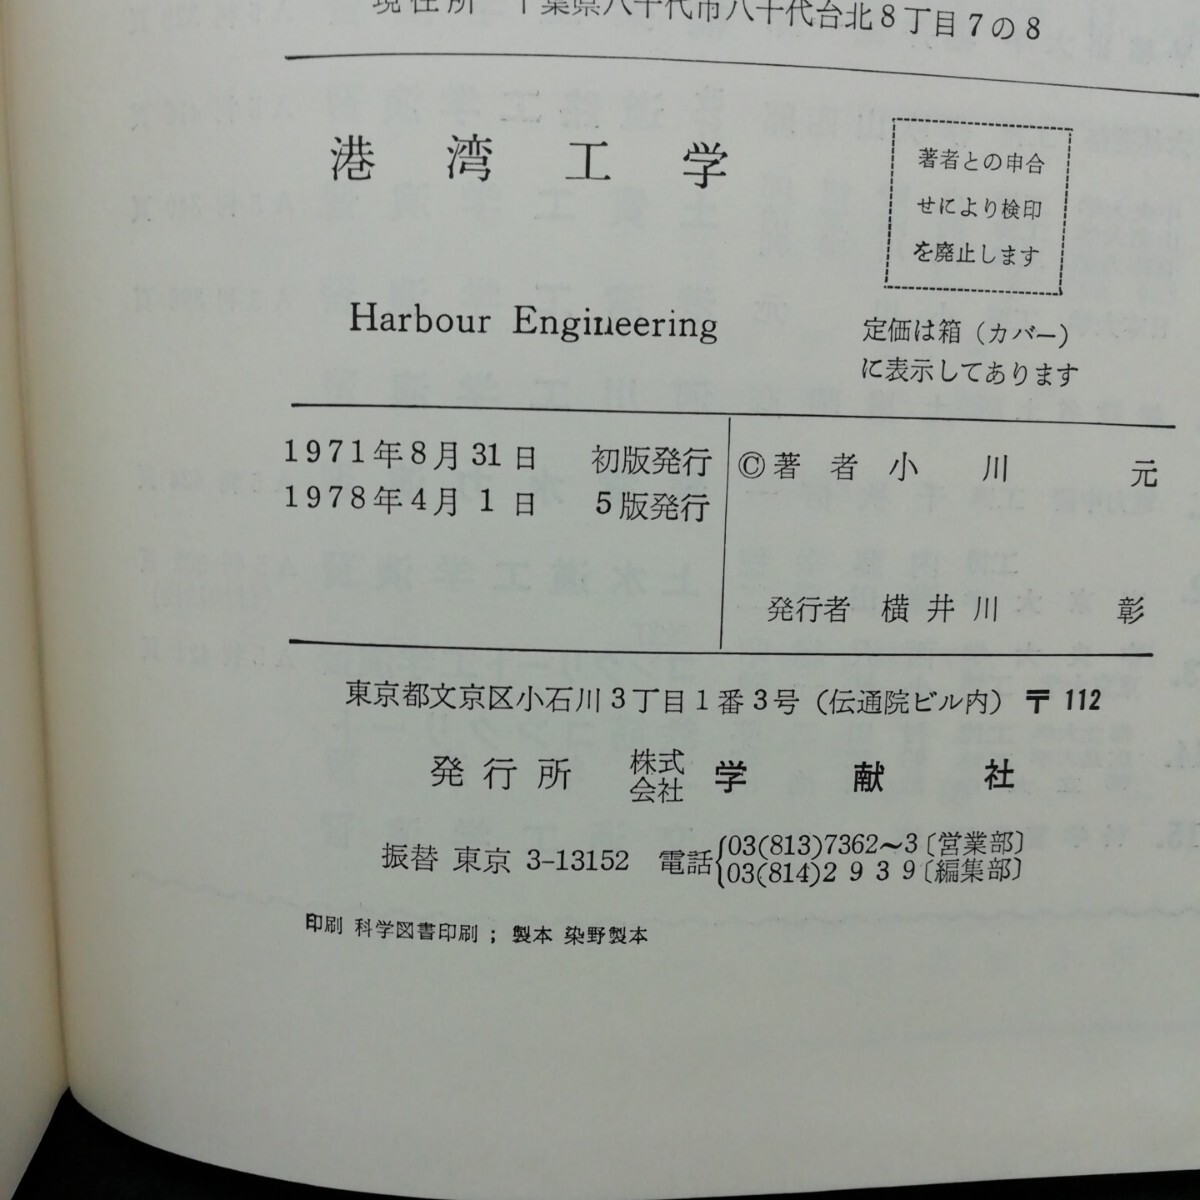 現住所 千葉県八千代市八千代台北8丁目7の8
港湾工学
著者との申合
せにより検印
を廃止します
Harbour Engineering
定価は箱(カバー)
に表示してあります
1971年8月31日 初版発行
1978年4月1日 5版発行
©著者 小川 元
発行者 横井川 彰
東京都文京区小石川3丁目1番3号(伝通院ビル内)〒112
発行所 株式会社 学献社
振替 東京 3-13152 電話 03(813)7362~3〔営業部〕
03(814)2939〔編集部〕
印刷 科学図書印刷;製本 染野製本